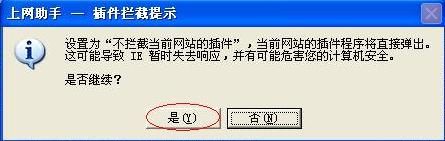 上网助手 — 插件拦截提示
设置为“不拦截当前网站的插件”,当前网站的插件程序将直接弹出。
这可能导致 IE 暂时失去响应,并有可能危害您的计算机安全。
是否继续？
是(Y) 否(N)